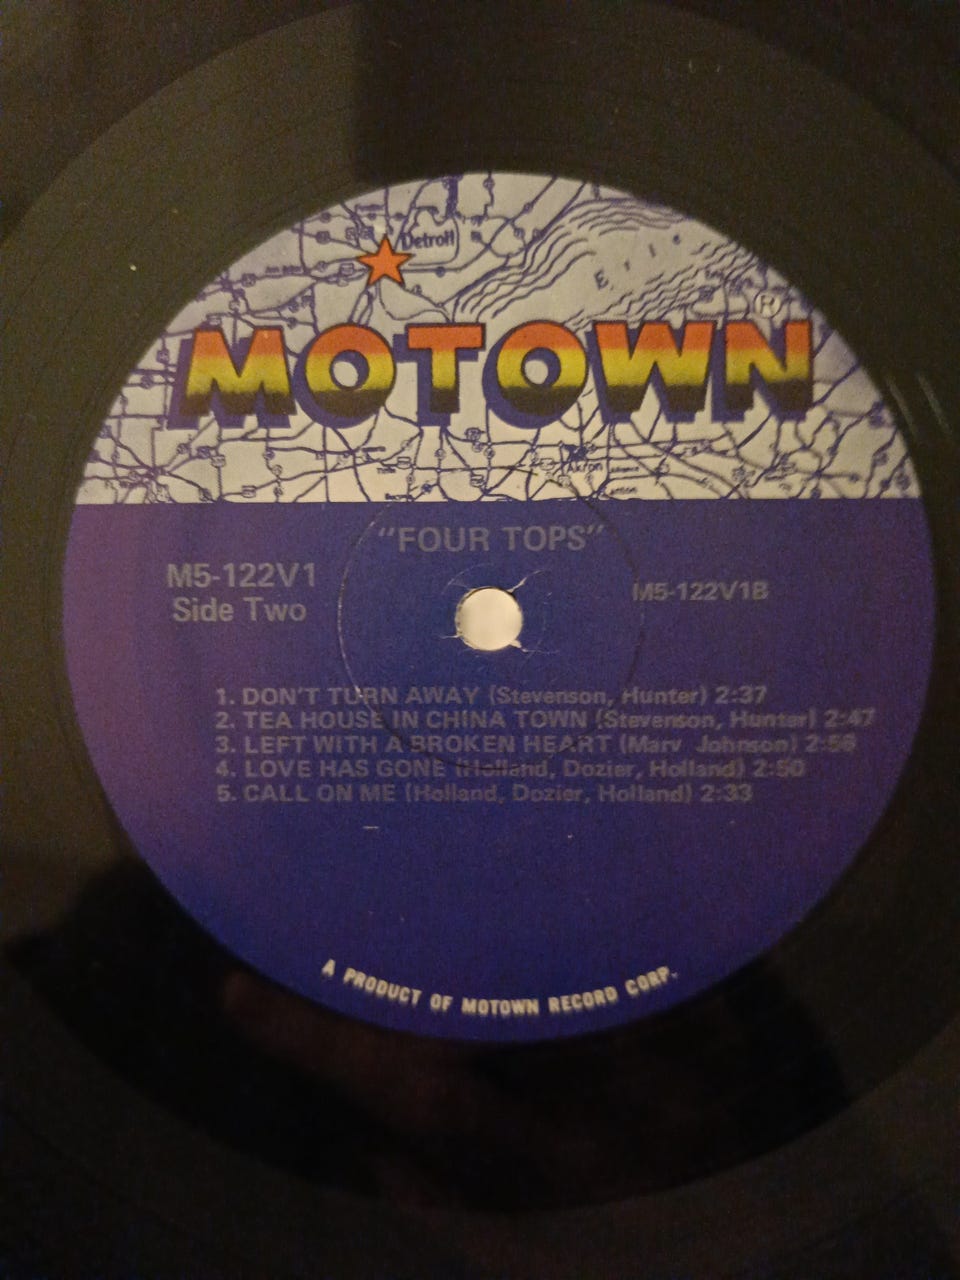 Detroit
Erie
MOTOWN®
Akron
"FOUR TOPS"
M5-122V1
Side Two
M5-122V1B
1. DON'T TURN AWAY (Stevenson, Hunter) 2:37
2. TEA HOUSE IN CHINA TOWN (Stevenson, Hunter) 2:47
3. LEFT WITH A BROKEN HEART (Marv Johnson) 2:56
4. LOVE HAS GONE (Holland, Dozier, Holland) 2:50
5. CALL ON ME (Holland, Dozier, Holland) 2:33
A PRODUCT OF MOTOWN RECORD CORP.